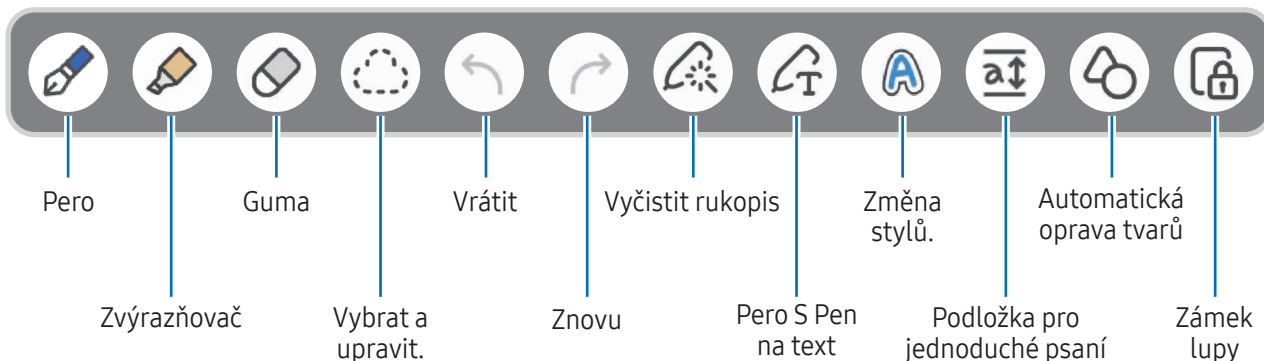 Pero
Guma
Vrátit
Vyčistit rukopis
Změna
stylů.
Automatická
oprava tvarů
Zvýrazňovač
Vybrat a
upravit.
Znovu
Pero S Pen
na text
Podložka pro
jednoduché psaní
Zámek
lupy